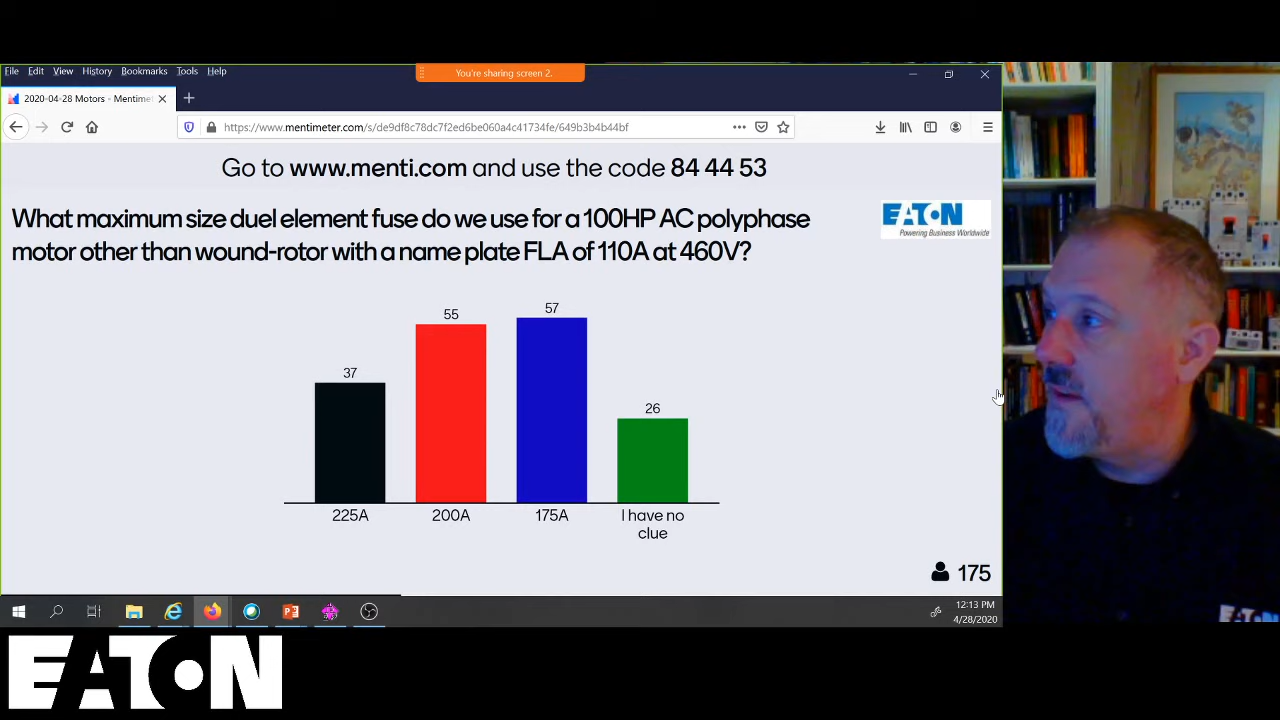 File Edit View History Bookmarks Tools Help
You're sharing screen 2.
2020-04-28 Motors - Mentimet
https://www.mentimeter.com/s/de9df8c78dc7f2ed6be060a4c41734fe/649b3b4b44bf
Go to www.menti.com and use the code 84 44 53
What maximum size duel element fuse do we use for a 100HP AC polyphase
motor other than wound-rotor with a name plate FLA of 110A at 460V?
EATON
Powering Business Worldwide
37
55
57
26
225A
200A
175A
I have no
clue
175
12:13 PM
4/28/2020
EATON
EATON